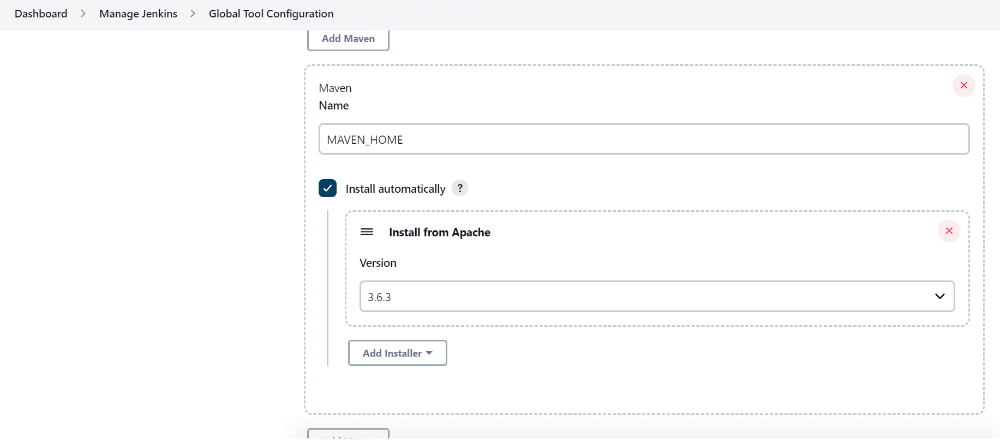 Dashboard > Manage Jenkins > Global Tool Configuration
Add Maven
Maven
Name
MAVEN_HOME
Install automatically ?
Install from Apache
Version
3.6.3
Add Installer